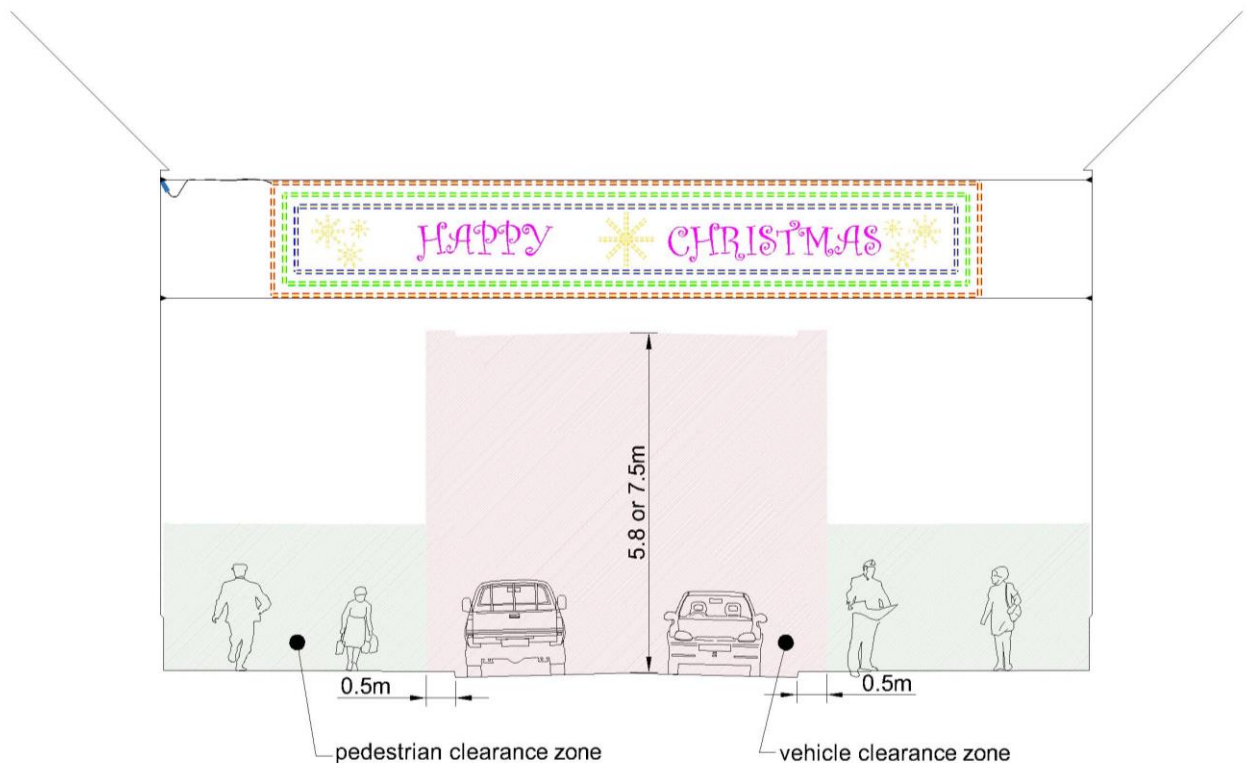 HAPPY CHRISTMAS
5.8 or 7.5m
0.5m
0.5m
pedestrian clearance zone
vehicle clearance zone